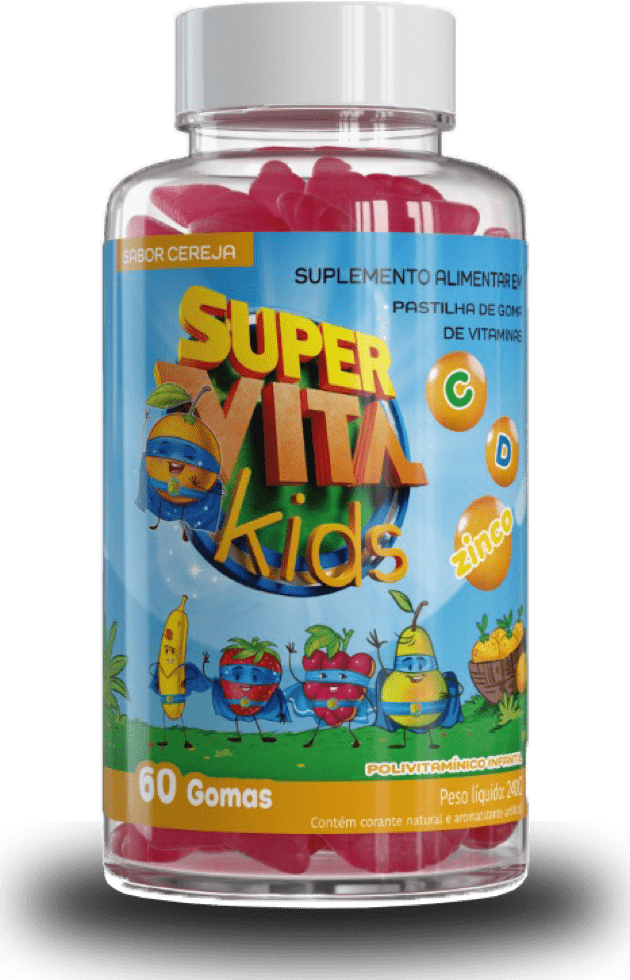 SABOR CEREJA
SUPLEMENTO ALIMENTAR EM
PASTILHA DE GOMA
DE VITAMINAS
SUPER
VITA
kids
C
D
zinco
POLIVITAMÍNICO INFANTIL
60 Gomas
Peso líquido: 240g
Contém corante natural e aromatizante artificial